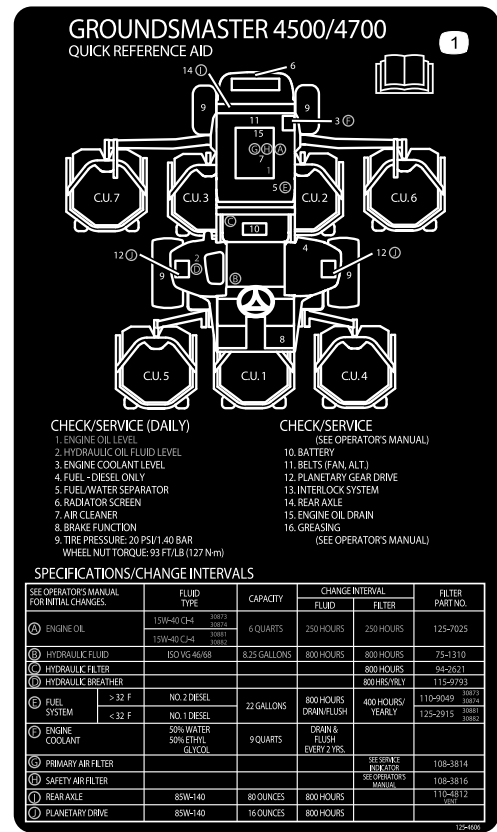 GROUNDSMASTER 4500/4700
QUICK REFERENCE AID
1
14 I
6
9
9
11
3 F
15
G H A
7
1
5 E
C.U. 7
C.U. 3
C.U. 2
C.U. 6
C
10
12 J
2
D
4
12 J
9
B
9
8
C.U. 5
C.U. 1
C.U. 4
CHECK/SERVICE (DAILY)
1. ENGINE OIL LEVEL
2. HYDRAULIC OIL FLUID LEVEL
3. ENGINE COOLANT LEVEL
4. FUEL - DIESEL ONLY
5. FUEL/WATER SEPARATOR
6. RADIATOR SCREEN
7. AIR CLEANER
8. BRAKE FUNCTION
9. TIRE PRESSURE: 20 PSI/1.40 BAR
WHEEL NUT TORQUE: 93 FT/LB (127 N·m)
CHECK/SERVICE
(SEE OPERATOR'S MANUAL)
10. BATTERY
11. BELTS (FAN, ALT.)
12. PLANETARY GEAR DRIVE
13. INTERLOCK SYSTEM
14. REAR AXLE
15. ENGINE OIL DRAIN
16. GREASING
(SEE OPERATOR'S MANUAL)
SPECIFICATIONS/CHANGE INTERVALS
SEE OPERATOR'S MANUAL FOR INITIAL CHANGES. FLUID TYPE CAPACITY CHANGE INTERVAL FLUID FILTER FILTER PART NO.
A ENGINE OIL 15W-40 CJ-4 30873 30874 15W-40 CI-4 30881 30882 6 QUARTS 250 HOURS 250 HOURS 125-7025
B HYDRAULIC FLUID ISO VG 46/68 8.25 GALLONS 800 HOURS 800 HOURS 75-1310
C HYDRAULIC FILTER 800 HOURS 94-2621
D HYDRAULIC BREATHER 800 HRS/YRLY 115-9793
E FUEL SYSTEM > 32 F NO. 2 DIESEL 22 GALLONS 800 HOURS DRAIN/FLUSH 400 HOURS/ YEARLY 110-9049 30873 30874
< 32 F NO. 1 DIESEL 125-2915 30881 30882
F ENGINE COOLANT 50% WATER 50% ETHYL GLYCOL 9 QUARTS DRAIN & FLUSH EVERY 2 YRS.
G PRIMARY AIR FILTER SEE SERVICE INDICATOR 108-3814
H SAFETY AIR FILTER SEE OPERATOR'S MANUAL 108-3816
I REAR AXLE 85W-140 80 OUNCES 800 HOURS 110-4812 VENT
J PLANETARY DRIVE 85W-140 16 OUNCES 800 HOURS
125-4606